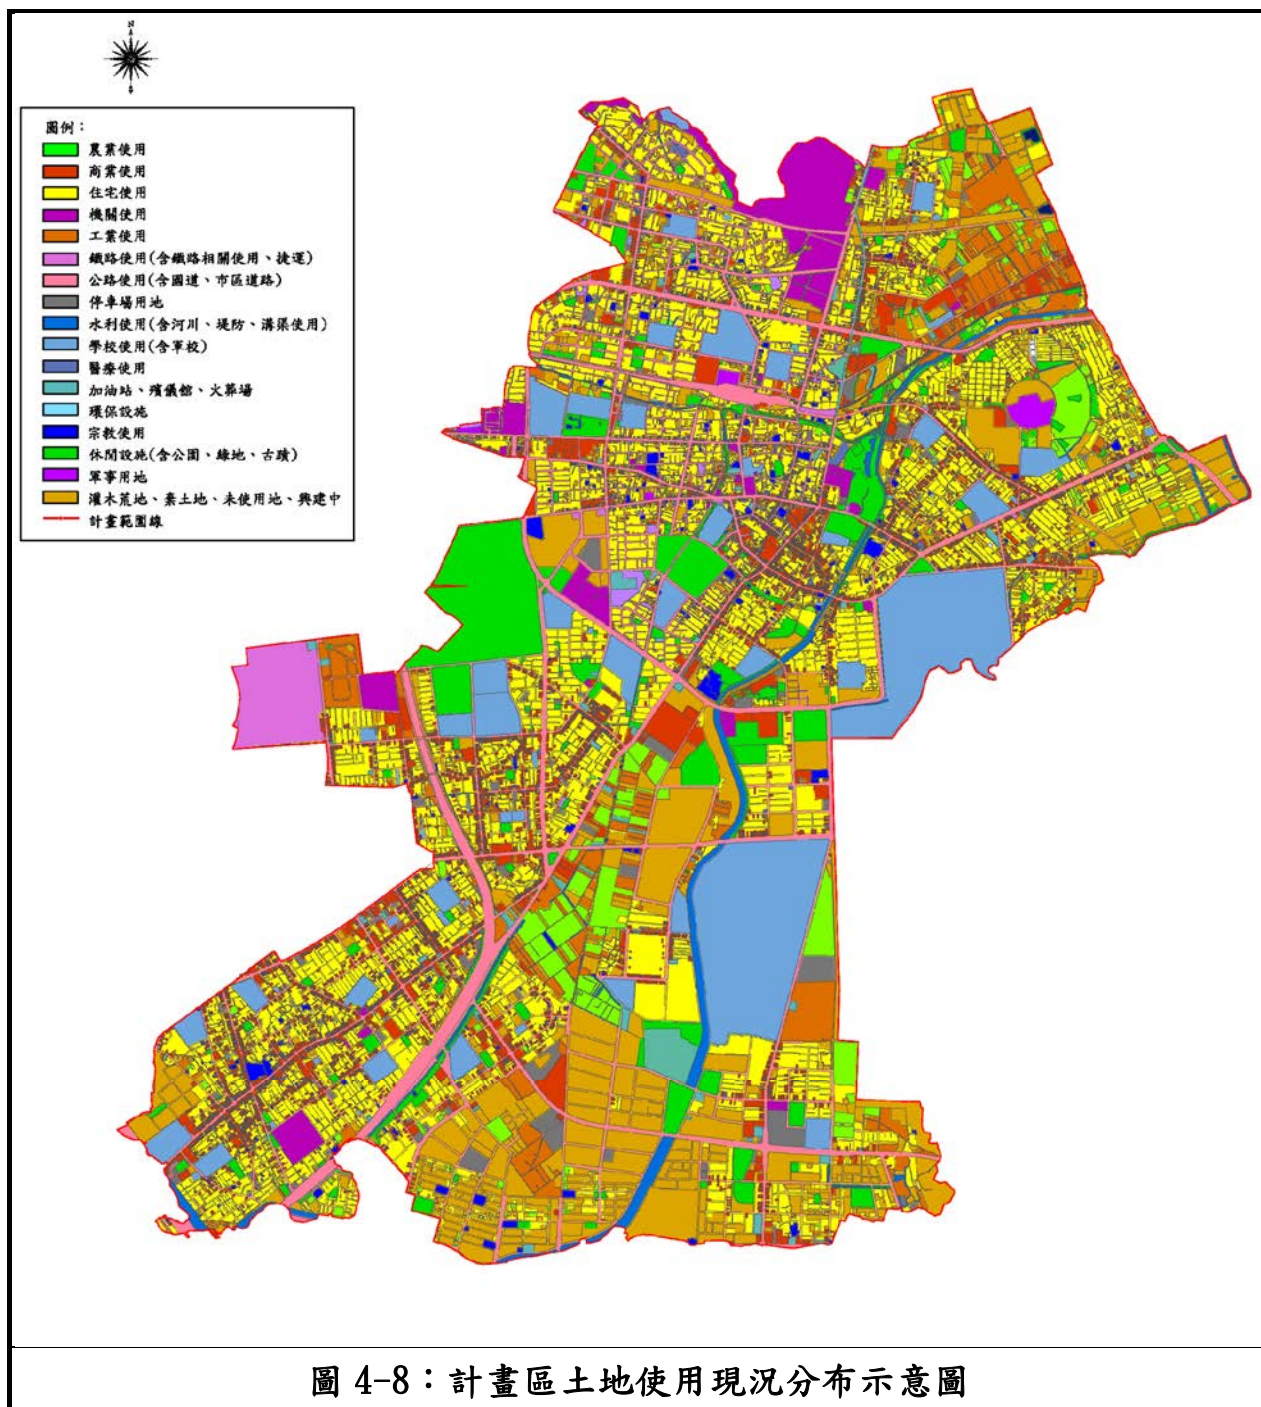 N
圖例：
農業使用
商業使用
住宅使用
機關使用
工業使用
鐵路使用(含鐵路相關使用、捷運)
公路使用(含國道、市區道路)
停車場用地
水利使用(含河川、堤防、溝渠使用)
學校使用(含軍校)
醫療使用
加油站、殯儀館、火葬場
環保設施
宗教使用
休閒設施(含公園、綠地、古蹟)
軍事用地
灌木荒地、棄土地、未使用地、興建中
計畫範圍線
圖 4-8：計畫區土地使用現況分布示意圖